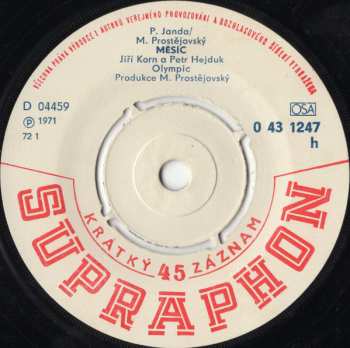 VŠECHNA PRÁVA VÝROBCE I AUTORŮ VEŘEJNÉHO PROVOZOVÁNÍ A ROZHLASOVÉHO ŠÍŘENÍ VYHRAZENA
P. Janda/
M. Prostějovský
MĚSÍC
Jiří Korn a Petr Hejduk
Olympic
Produkce M. Prostějovský
D 04459
Ⓟ 1971
72 1
OSA
0 43 1247
h
KRATKÝ 45 ZÁZNAM
SUPRAPHON